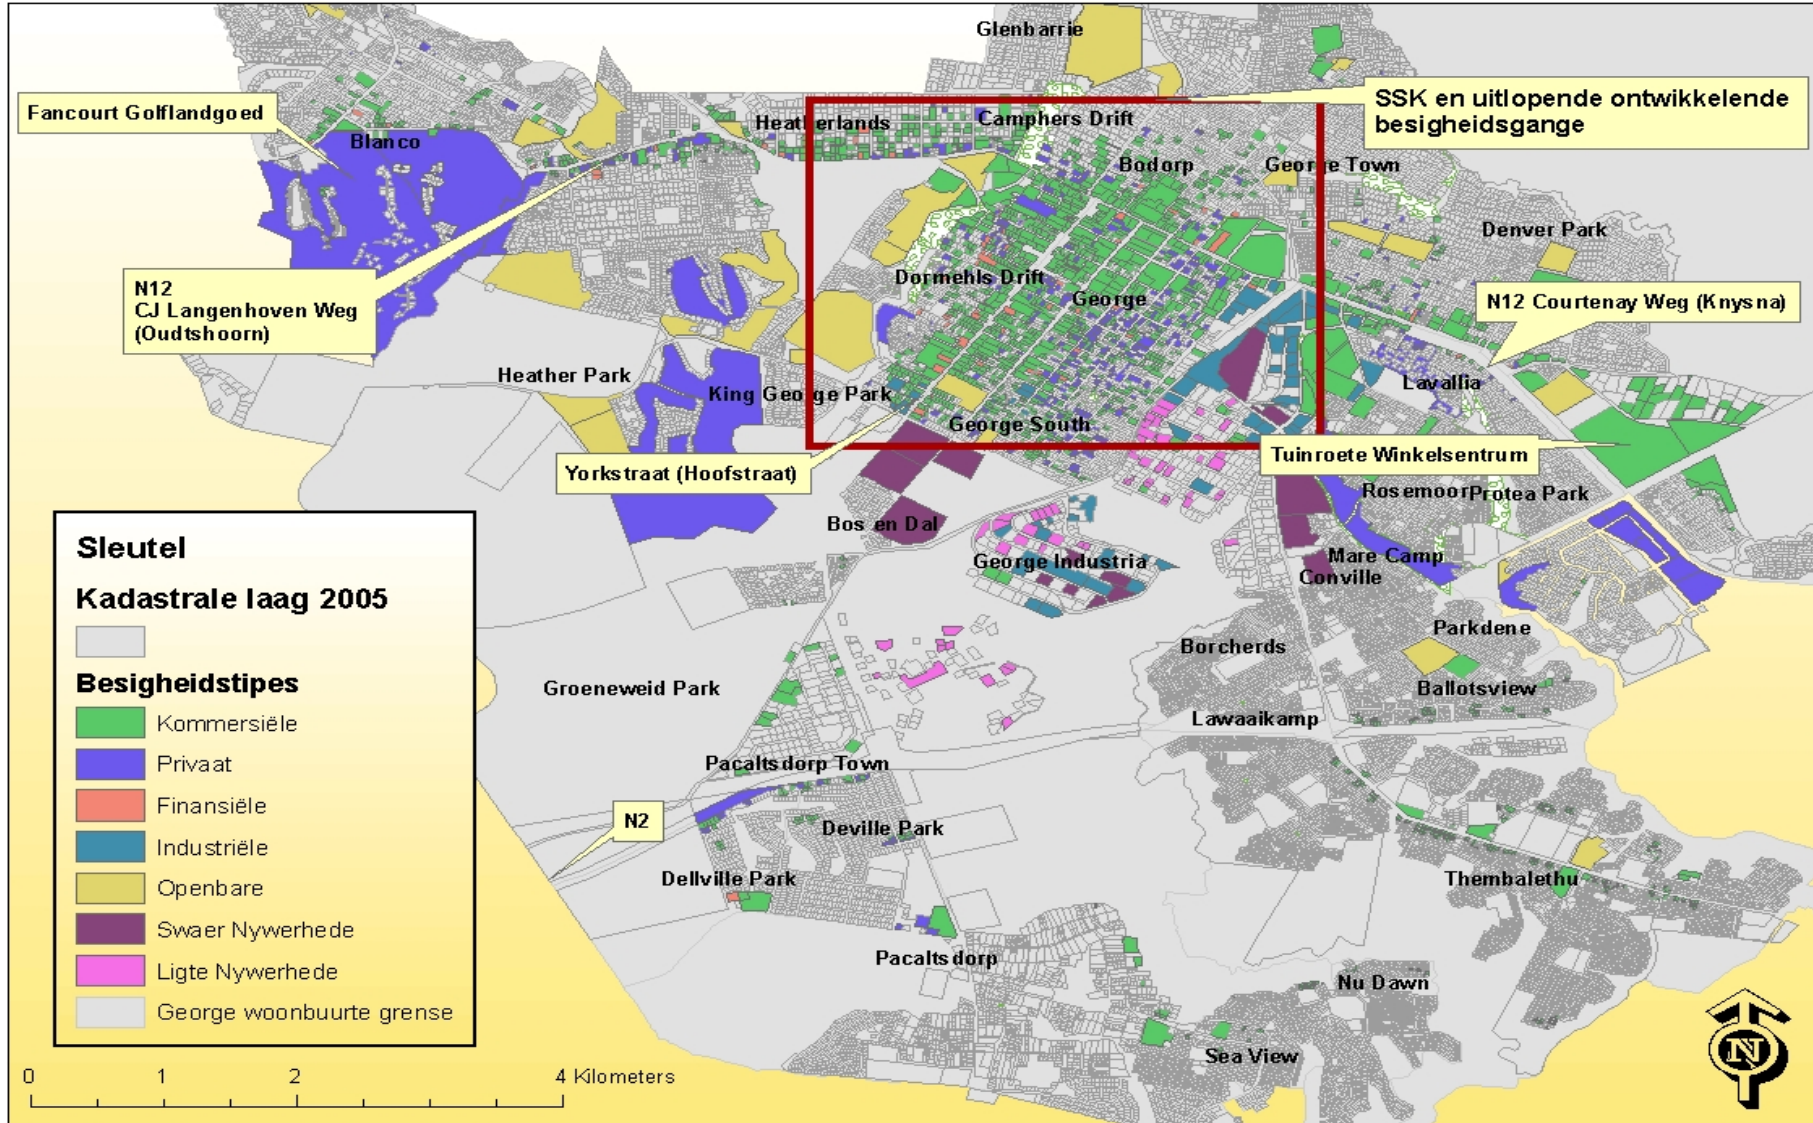 Glenbarrie
SSK en uitlopende ontwikkelende
besigheidsgange
Fancourt Golflandgoed
Heatherlands
Camphers Drift
Blanco
Bodorp
George Town
Denver Park
N12
CJ Langenhoven Weg
(Oudtshoorn)
Dormehls Drift
George
N12 Courtenay Weg (Knysna)
Heather Park
King George Park
Lavallia
George South
Yorkstraat (Hoofstraat)
Tuinroete Winkelsentrum
Rosemoor
Protea Park
Bos en Dal
George Industria
Mare Camp
Conville
Parkdene
Borcherds
Groeneweid Park
Ballotsview
Lawaaikamp
Pacaltsdorp Town
N2
Deville Park
Dellville Park
Thembalethu
Pacaltsdorp
Nu Dawn
Sea View
Sleutel
Kadastrale laag 2005
Besigheidstipes
Kommersiële
Privaat
Finansiële
Industriële
Openbare
Swaer Nywerhede
Ligte Nywerhede
George woonbuurte grense
0 1 2 4 Kilometers
N